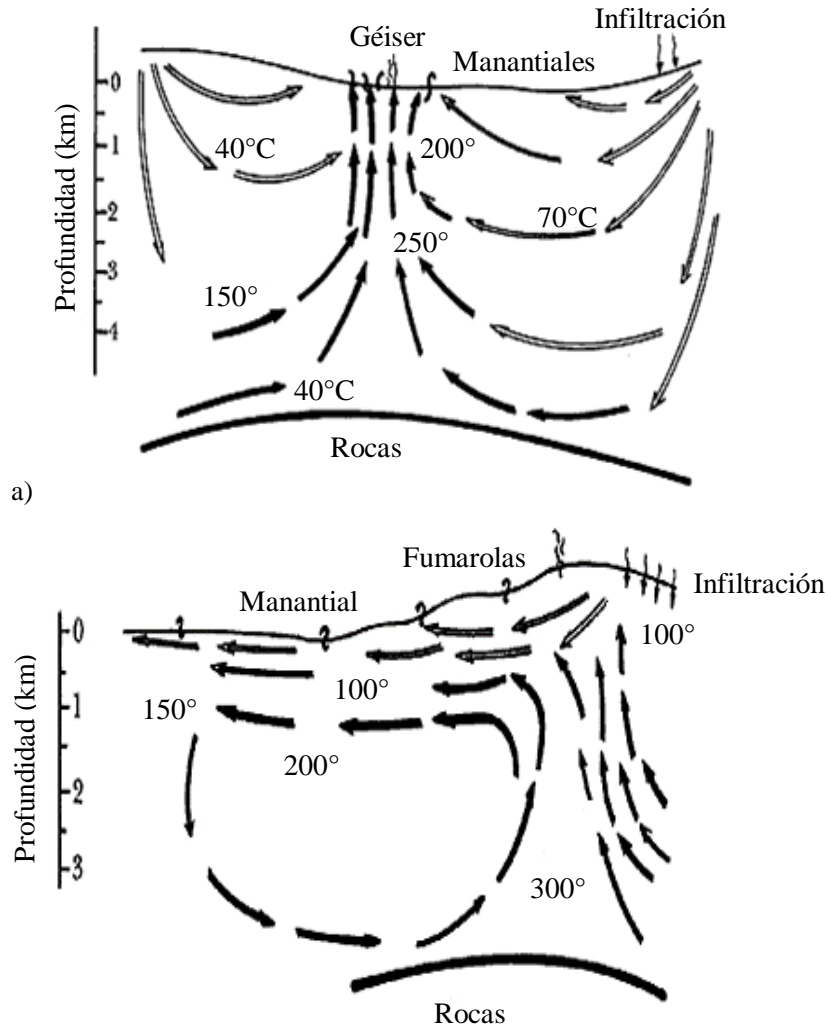 Infiltración
Géiser
Manantiales
0
40°C
200°
1
Profundidad (km)
2
70°C
250°
3
150°
4
40°C
Rocas
a)
Fumarolas
Infiltración
Manantial
0
100°
100°
150°
1
200°
Profundidad (km)
2
3
300°
Rocas